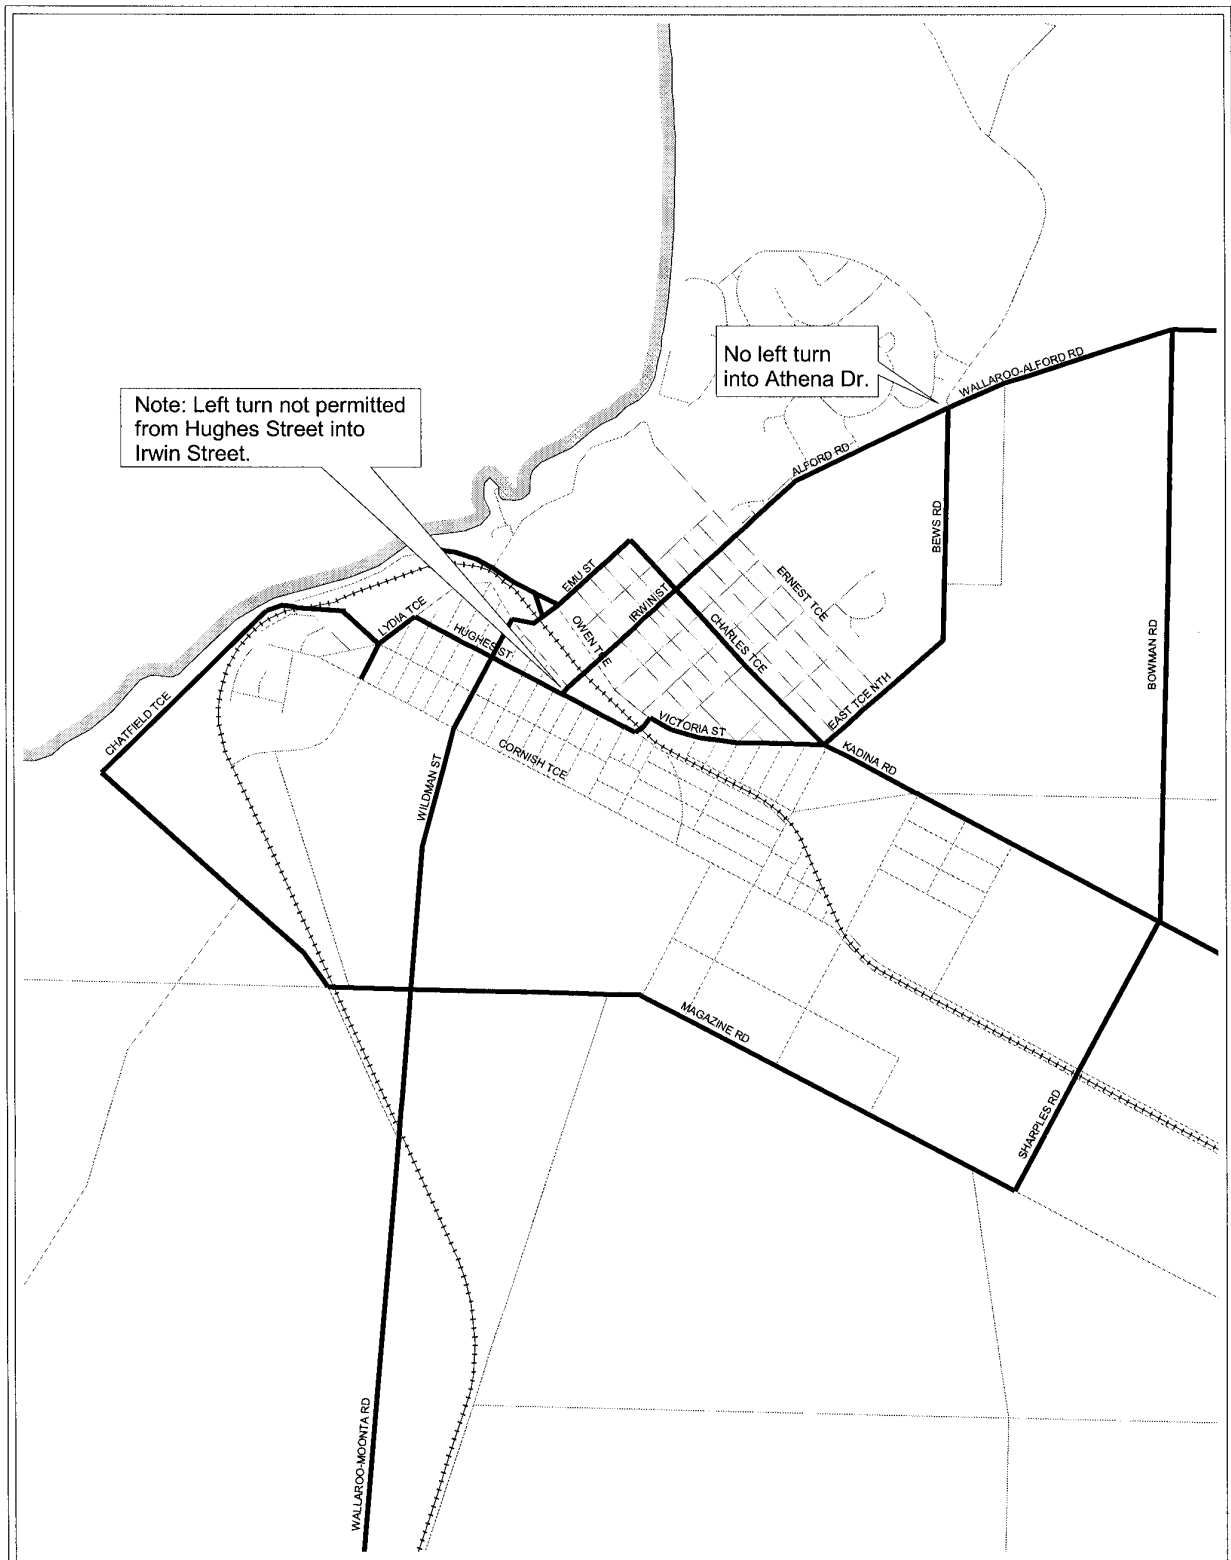 No left turn
into Athena Dr.
WALLAROO-ALFORD RD
Note: Left turn not permitted
from Hughes Street into
Irwin Street.
ALFORD RD
BEWS RD
EMU ST
ERNEST TCE
IRWIN ST
LYDIA TCE
OWEN TCE
CHARLES TCE
HUGHES ST
BOWMAN RD
EAST TCE NTH
CHATFIELD TCE
VICTORIA ST
KADINA RD
CORNISH TCE
WILDMAN ST
MAGAZINE RD
SHARPLES RD
WALLAROO-MOONTA RD